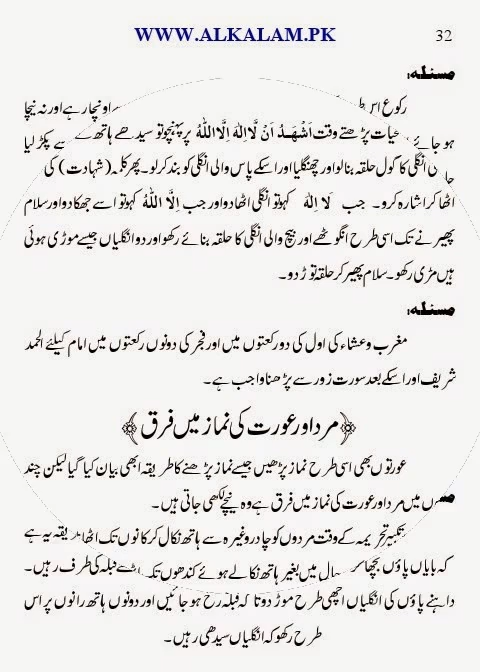 WWW.ALKALAM.PK 32
مسئلہ:
رکوع اس اونچا رہے اور نہ نیچا
ہو جائے حیات پڑھتے وقت اَشْهَدُ اَنْ لَّا اِلٰهَ اِلَّا اللّٰهُ پر پہنچو تو سیدھے ہاتھ کے سے پکڑ لیا
انگلی کا گول حلقہ بنالو اور چھنگلیا اور اسکے پاس والی انگلی کو بند کر لو۔ پھر کلمہ (شہادت) کی
اٹھا کر اشارہ کرو۔ جب لَا اِلٰهَ کہو تو انگلی اٹھا دو اور جب اِلَّا اللّٰهُ کہو تو اسے جھکا دو اور سلام
پھیرنے تک اسی طرح انگوٹھے اور بیچ والی انگلی کا حلقہ بنائے رکھو اور دو انگلیاں جیسے موڑی ہوئی
ہیں مڑی رکھو۔ سلام پھیر کر حلقہ توڑ دو۔
مسئلہ:
مغرب و عشاء کی اول کی دو رکعتوں میں اور فجر کی دونوں رکعتوں میں امام کیلئے الحمد
شریف اور اسکے بعد سورت زور سے پڑھنا واجب ہے۔
﴿مرد اور عورت کی نماز میں فرق﴾
عورتوں بھی اسی طرح نماز پڑھیں جیسے نماز پڑھنے کا طریقہ ابھی بیان کیا گیا لیکن چند
میں مرد اور عورت کی نماز میں فرق ہے وہ نیچے لکھی جاتی ہیں۔
تکبیر تحریمہ کے وقت مردوں کو چادر وغیرہ سے ہاتھ نکال کر کانوں تک اٹھا یقہ یہ ہے
کہ بایاں پاؤں بچھا کر حال میں بغیر ہاتھ نکالے ہوئے کندھوں تک قبلہ کی طرف رہیں۔
داہنے پاؤں کی انگلیاں اچھی طرح موڑ دو تا کہ قبلہ رخ ہو جائیں اور دونوں ہاتھ رانوں پر اس
طرح رکھو کہ انگلیاں سیدھی رہیں۔